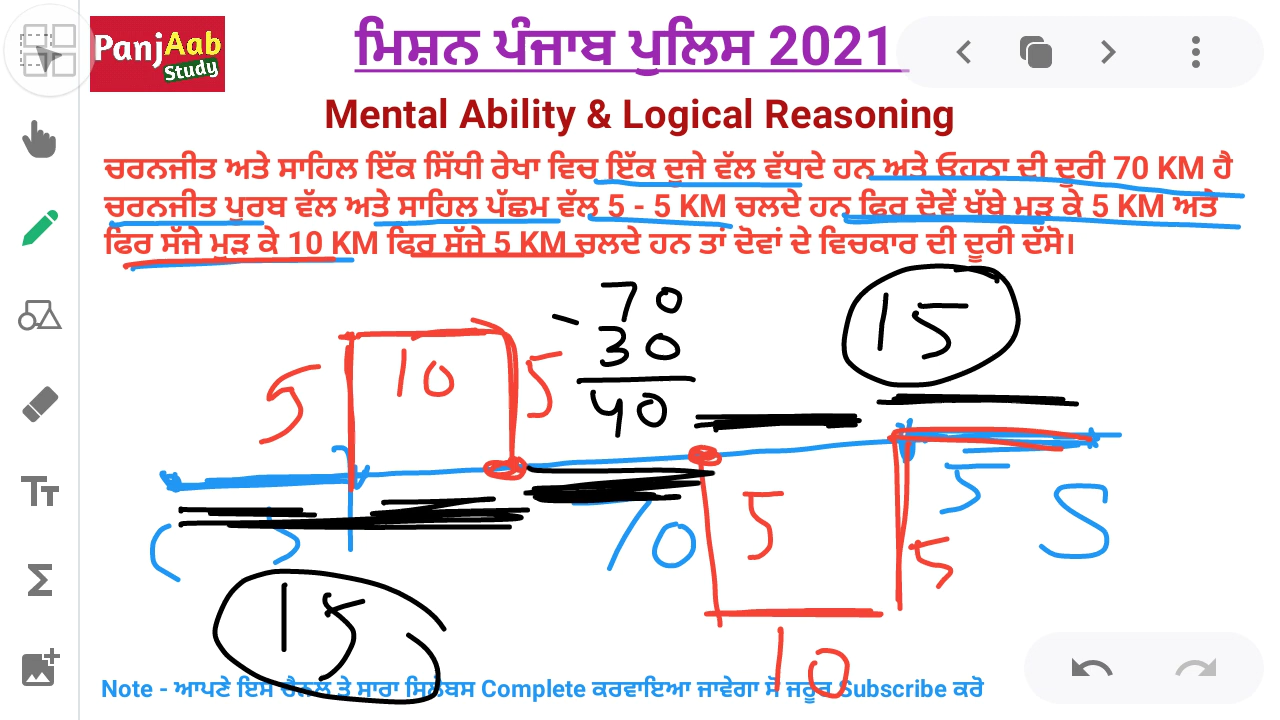 PanjAab
Study
ਮਿਸ਼ਨ ਪੰਜਾਬ ਪੁਲਿਸ 2021
Mental Ability & Logical Reasoning
ਚਰਨਜੀਤ ਅਤੇ ਸਾਹਿਲ ਇੱਕ ਸਿੱਧੀ ਰੇਖਾ ਵਿਚ ਇੱਕ ਦੁਜੇ ਵੱਲ ਵੱਧਦੇ ਹਨ ਅਤੇ ਓਹਨਾ ਦੀ ਦੁਰੀ 70 KM ਹੈ
ਚਰਨਜੀਤ ਪੁਰਬ ਵੱਲ ਅਤੇ ਸਾਹਿਲ ਪੱਛਮ ਵੱਲ 5 - 5 KM ਚਲਦੇ ਹਨ ਫਿਰ ਦੋਵੇਂ ਖੱਬੇ ਮੁੜ ਕੇ 5 KM ਅਤੇ
ਫਿਰ ਸੱਜੇ ਮੁੜ ਕੇ 10 KM ਫਿਰ ਸੱਜੇ 5 KM ਚਲਦੇ ਹਨ ਤਾਂ ਦੋਵਾਂ ਦੇ ਵਿਚਕਾਰ ਦੀ ਦੂਰੀ ਦੱਸੋ।
70
- 30
40
15
5 10 5
C 5 70 5 5 5 S
15
10
Note - ਆਪਣੇ ਇਸ ਚੈਨਲ ਤੇ ਸਾਰਾ ਸਿਲੇਬਸ Complete ਕਰਵਾਇਆ ਜਾਵੇਗਾ ਸੋ ਜਰੂਰ Subscribe ਕਰੋ